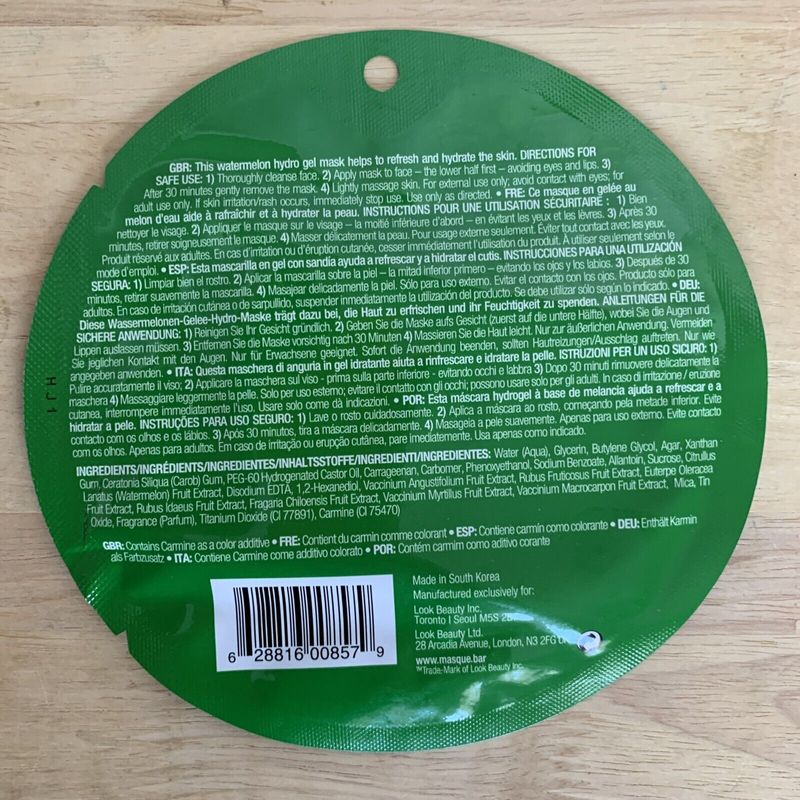 GBR: This watermelon hydro gel mask helps to refresh and hydrate the skin. DIRECTIONS FOR
SAFE USE: 1) Thoroughly cleanse face. 2) Apply mask to face – the lower half first – avoiding eyes and lips. 3)
After 30 minutes gently remove the mask. 4) Lightly massage skin. For external use only; avoid contact with eyes; for
adult use only. If skin irritation/rash occurs, immediately stop use. Use only as directed. • FRE: Ce masque en gelée au
melon d'eau aide à rafraîchir et à hydrater la peau. INSTRUCTIONS POUR UNE UTILISATION SÉCURITAIRE : 1) Bien
nettoyer le visage. 2) Appliquer le masque sur le visage – la moitié inférieure d'abord – en évitant les yeux et les lèvres. 3) Après 30
minutes, retirer soigneusement le masque. 4) Masser délicatement la peau. Pour usage externe seulement. Éviter tout contact avec les yeux.
Produit réservé aux adultes. En cas d'irritation ou d'éruption cutanée, cesser immédiatement l'utilisation du produit. À utiliser seulement selon le
mode d'emploi. • ESP: Esta mascarilla en gel con sandía ayuda a refrescar y a hidratar el cutis. INSTRUCCIONES PARA UNA UTILIZACIÓN
SEGURA: 1) Limpiar bien el rostro. 2) Aplicar la mascarilla sobre la piel – la mitad inferior primero – evitando los ojos y los labios. 3) Después de 30
minutos, retirar suavemente la mascarilla. 4) Masajear delicadamente la piel. Sólo para uso externo. Evitar el contacto con los ojos. Producto sólo para
adultos. En caso de irritación cutánea o de sarpullido, suspender inmediatamente la utilización del producto. Se debe utilizar sólo según lo indicado. • DEU:
Diese Wassermelonen-Gelee-Hydro-Maske trägt dazu bei, die Haut zu erfrischen und ihr Feuchtigkeit zu spenden. ANLEITUNGEN FÜR DIE
SICHERE ANWENDUNG: 1) Reinigen Sie Ihr Gesicht gründlich. 2) Geben Sie die Maske aufs Gesicht (zuerst auf die untere Hälfte), wobei Sie die Augen und
Lippen auslassen müssen. 3) Entfernen Sie die Maske vorsichtig nach 30 Minuten 4) Massieren Sie die Haut leicht. Nur zur äußerlichen Anwendung. Vermeiden
Sie jeglichen Kontakt mit den Augen. Nur für Erwachsene geeignet. Sofort die Anwendung beenden, sollten Hautreizungen/Ausschlag auftreten. Nur wie
angegeben anwenden. • ITA: Questa maschera di anguria in gel idratante aiuta a rinfrescare e idratare la pelle. ISTRUZIONI PER UN USO SICURO: 1)
Pulire accuratamente il viso; 2) Applicare la maschera sul viso - prima sulla parte inferiore - evitando occhi e labbra 3) Dopo 30 minuti rimuovere delicatamente la
maschera 4) Massaggiare leggermente la pelle. Solo per uso esterno; evitare il contatto con gli occhi; possono usare solo per gli adulti. In caso di irritazione / eruzione
cutanea, interrompere immediatamente l'uso. Usare solo come dà indicazioni. • POR: Esta máscara hydrogel à base de melancia ajuda a refrescar e a
hidratar a pele. INSTRUÇÕES PARA USO SEGURO: 1) Lave o rosto cuidadosamente. 2) Aplica a máscara ao rosto, começando pela metade inferior. Evite
contacto com os olhos e os lábios. 3) Após 30 minutos, tira a máscara delicadamente. 4) Masageia a pele suavemente. Apenas para uso externo. Evite contacto
com os olhos. Apenas para adultos. Em caso de irritação ou erupção cutânea, pare imediatamente. Usa apenas como indicado.
INGREDIENTS/INGRÉDIENTS/INGREDIENTES/INHALTSSTOFFE/INGREDIENTI/INGREDIENTES: Water (Aqua), Glycerin, Butylene Glycol, Agar, Xanthan
Gum, Ceratonia Siliqua (Carob) Gum, PEG-60 Hydrogenated Castor Oil, Carrageenan, Carbomer, Phenoxyethanol, Sodium Benzoate, Allantoin, Sucrose, Citrullus
Lanatus (Watermelon) Fruit Extract, Disodium EDTA, 1,2-Hexanediol, Vaccinium Angustifolium Fruit Extract, Rubus Fruticosus Fruit Extract, Euterpe Oleracea
Fruit Extract, Rubus Idaeus Fruit Extract, Fragaria Chiloensis Fruit Extract, Vaccinium Myrtillus Fruit Extract, Vaccinium Macrocarpon Fruit Extract, Mica, Tin
Oxide, Fragrance (Parfum), Titanium Dioxide (CI 77891), Carmine (CI 75470)
GBR: Contains Carmine as a color additive • FRE: Contient du carmin comme colorant • ESP: Contiene carmín como colorante • DEU: Enthält Karmin
als Farbzusatz • ITA: Contiene Carmine come additivo colorato • POR: Contém carmim como aditivo corante
HJ1
6 28816 00857 9
Made in South Korea
Manufactured exclusively for:
Look Beauty Inc.
Toronto | Seoul M5S
Look Beauty Ltd.
28 Arcadia Avenue, London, N3 2FG
www.masque.bar
™Trade-Mark of Look Beauty Inc.